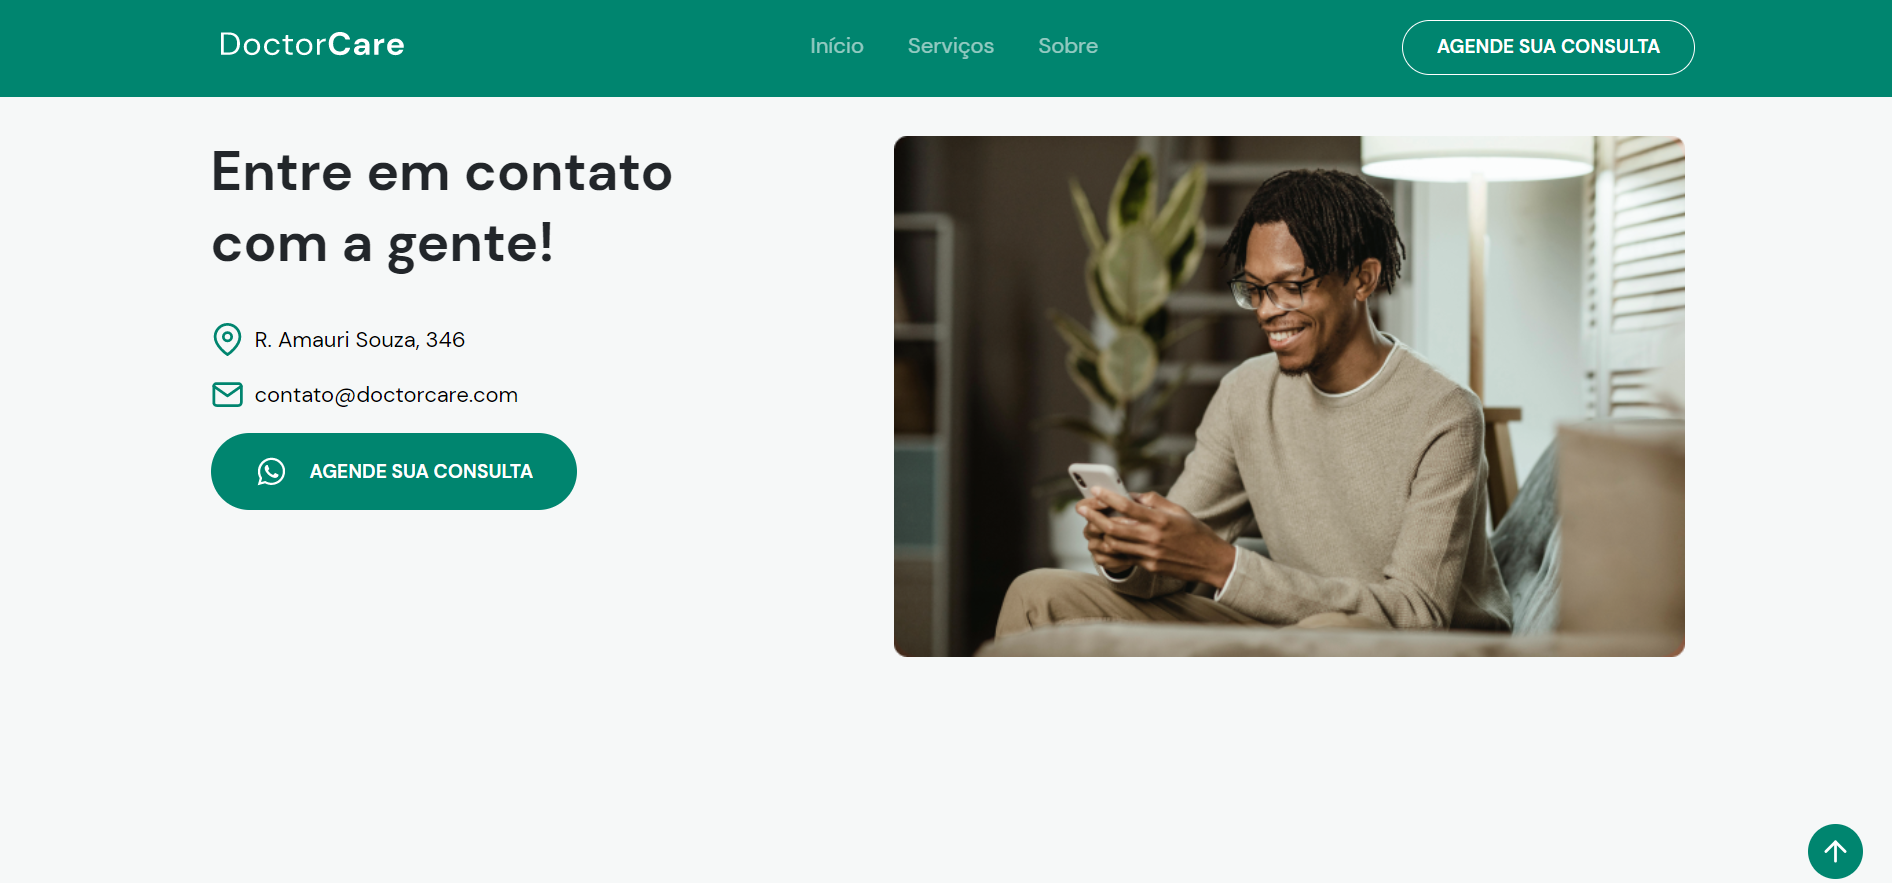 DoctorCare
Início Serviços Sobre
AGENDE SUA CONSULTA
Entre em contato
com a gente!
R. Amauri Souza, 346
contato@doctorcare.com
AGENDE SUA CONSULTA